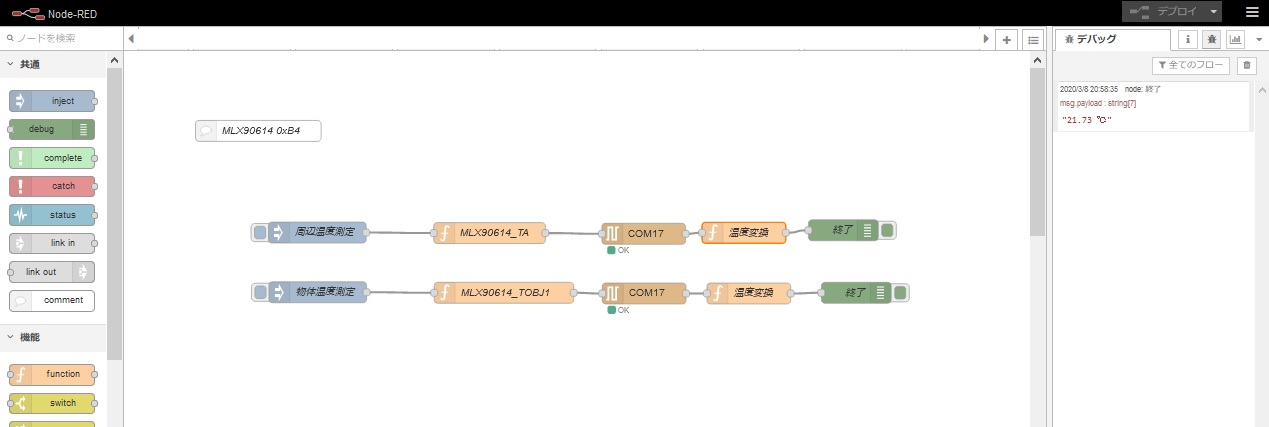 Node-RED
デプロイ
ノードを検索
デバッグ
全てのフロー
共通
inject
debug
complete
catch
status
link in
link out
comment
機能
function
switch
MLX90614 0xB4
周辺温度測定
MLX90614_TA
COM17
OK
温度変換
終了
物体温度測定
MLX90614_TOBJ1
COM17
OK
温度変換
終了
2020/3/8 20:58:35 node: 終了
msg.payload : string[7]
"21.73 ℃"